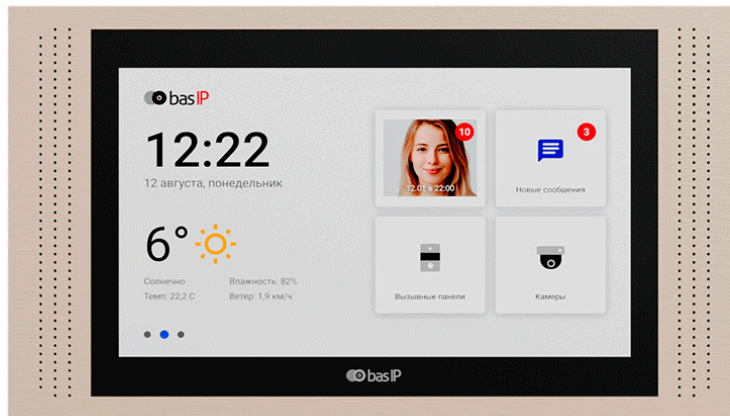 bas IP
12:22
12 августа, понедельник
6°
Солнечно
Влажность: 82%
Темп: 22,2 С
Ветер: 1,9 км/ч
10
12.01 в 22:00
3
Новые сообщения
Вызывные панели
Камеры
bas IP